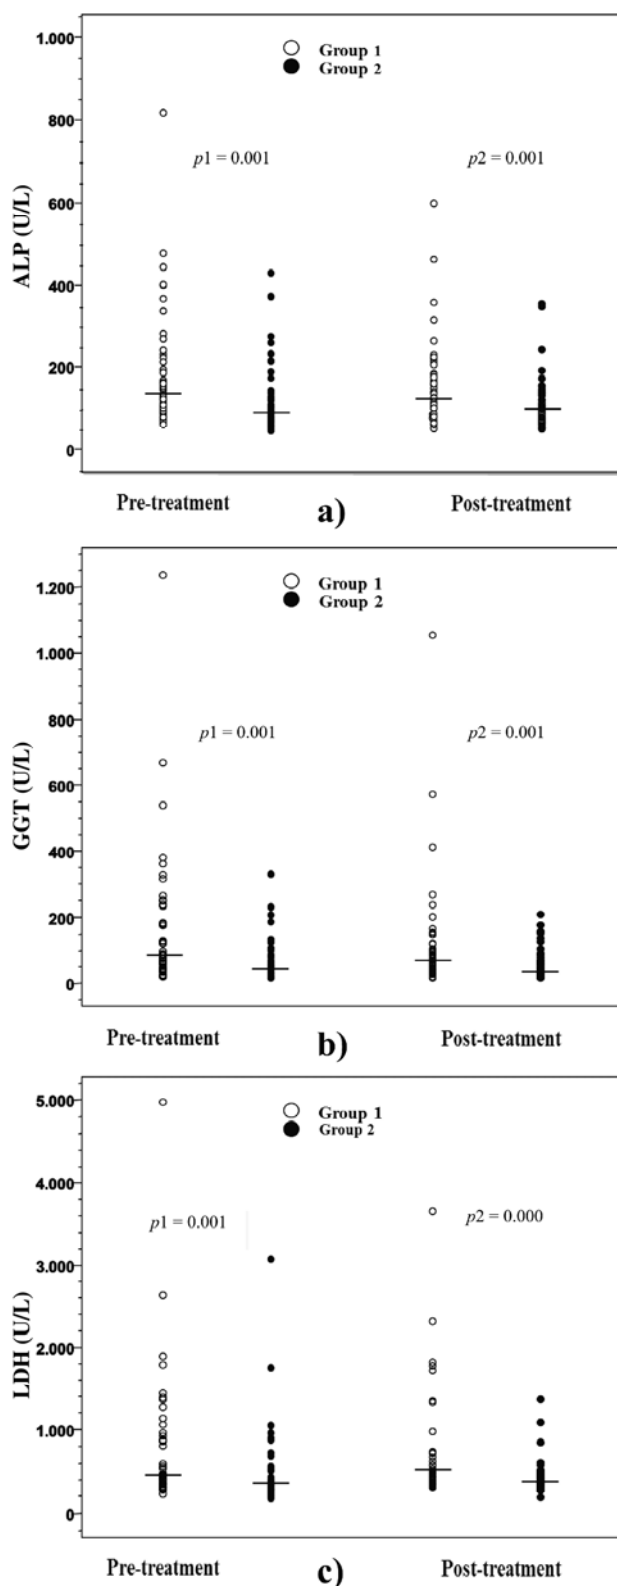 1.000
Group 1
Group 2
800
p1 = 0.001
p2 = 0.001
600
ALP (U/L)
400
200
0
Pre-treatment
Post-treatment
a)
1.200
Group 1
Group 2
1.000
800
p1 = 0.001
p2 = 0.001
GGT (U/L)
600
400
200
0
Pre-treatment
Post-treatment
b)
5.000
Group 1
Group 2
4.000
p1 = 0.001
p2 = 0.000
3.000
LDH (U/L)
2.000
1.000
0
Pre-treatment
Post-treatment
c)